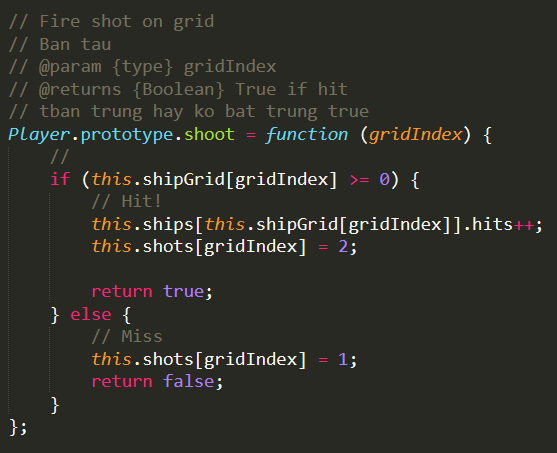 // Fire shot on grid
// Ban tau
// @param {type} gridIndex
// @returns {Boolean} True if hit
// tban trung hay ko bat trung true
Player.prototype.shoot = function (gridIndex) {
    //
    if (this.shipGrid[gridIndex] >= 0) {
        // Hit!
        this.ships[this.shipGrid[gridIndex]].hits++;
        this.shots[gridIndex] = 2;

        return true;
    } else {
        // Miss
        this.shots[gridIndex] = 1;
        return false;
    }
};